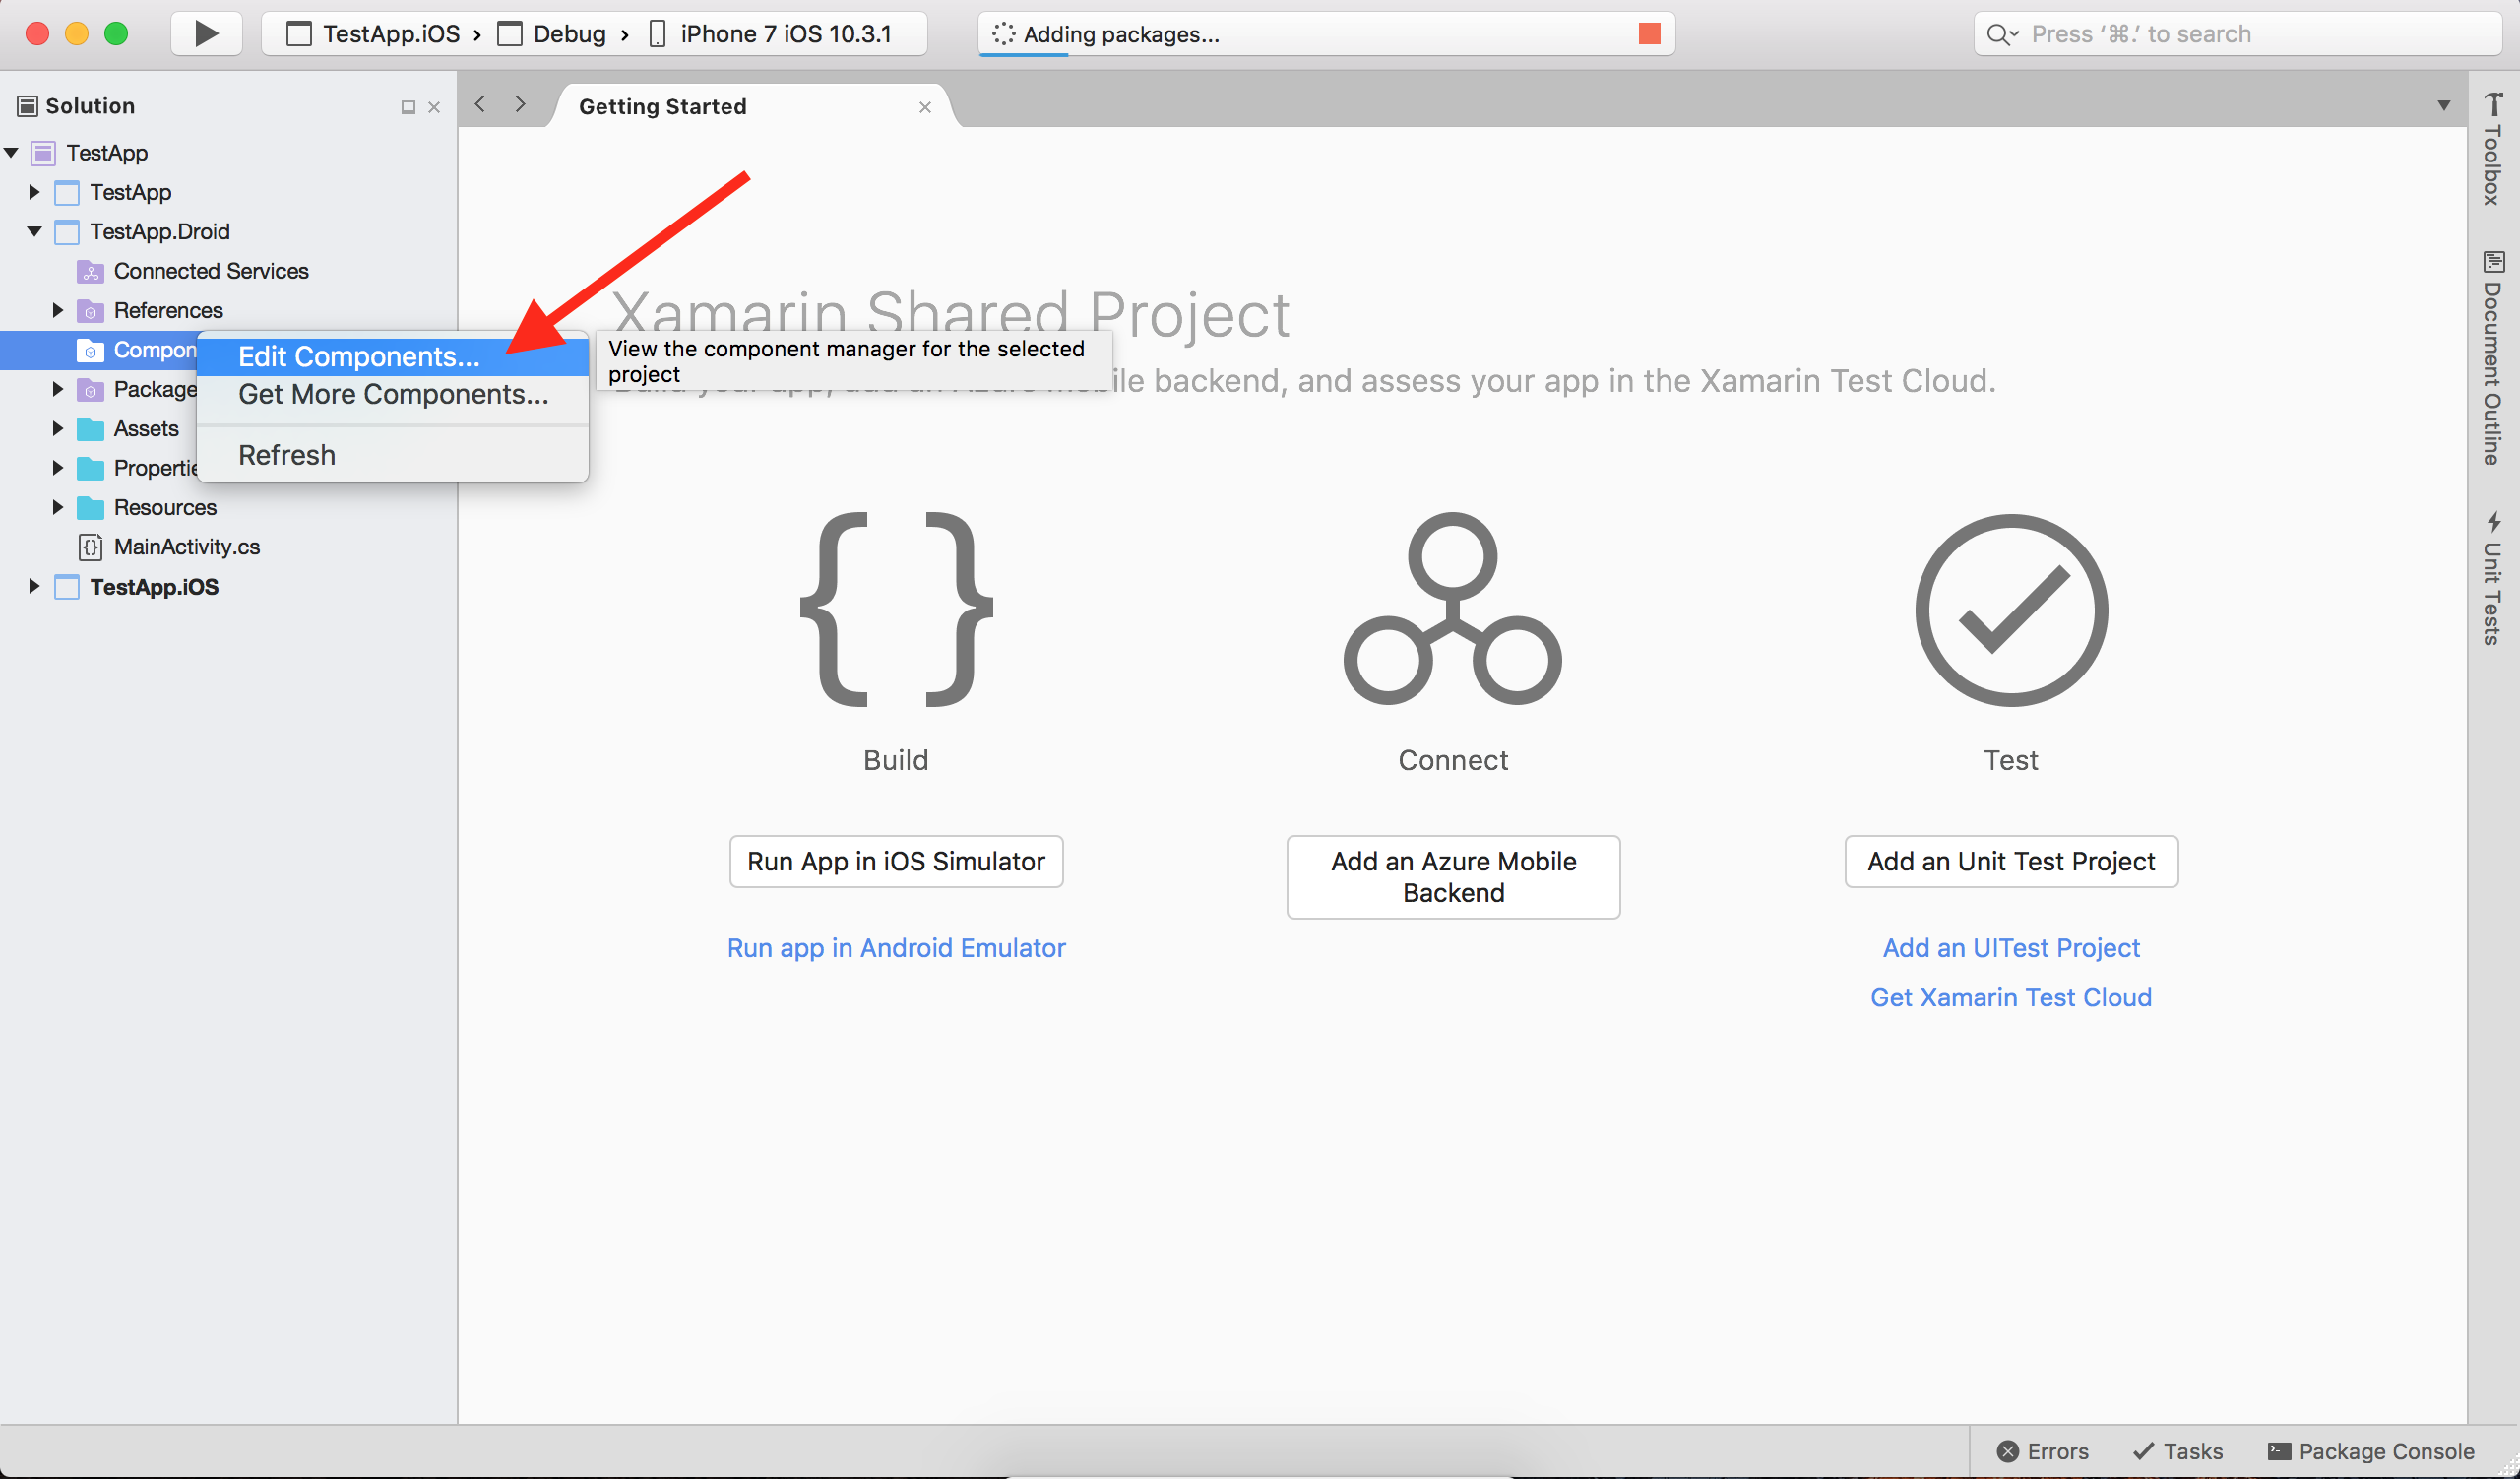 TestApp.iOS › Debug › iPhone 7 iOS 10.3.1
Adding packages...
Press ‘⌘.’ to search
Solution
TestApp
TestApp
TestApp.Droid
Connected Services
References
Compon
Package
Assets
Propertie
Resources
MainActivity.cs
TestApp.iOS
Edit Components...
Get More Components...
Refresh
Getting Started
Xamarin Shared Project
View the component manager for the selected
project
ile backend, and assess your app in the Xamarin Test Cloud.
{ }
Build
Run App in iOS Simulator
Run app in Android Emulator
Connect
Add an Azure Mobile
Backend
Test
Add an Unit Test Project
Add an UITest Project
Get Xamarin Test Cloud
Toolbox
Document Outline
Unit Tests
Errors
Tasks
Package Console